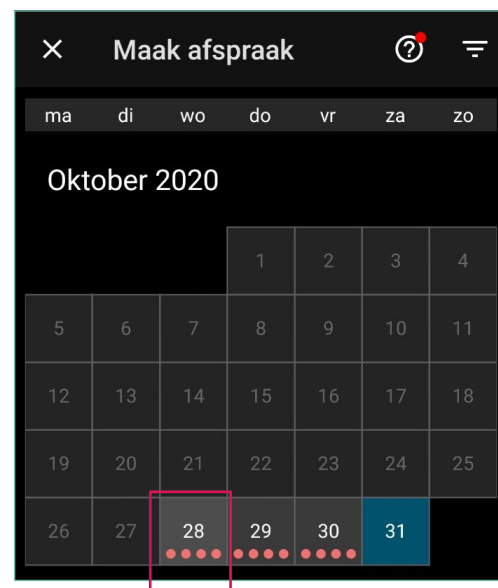 Maak afspraak
ma di wo do vr za zo
Oktober 2020
1 2 3 4
5 6 7 8 9 10 11
12 13 14 15 16 17 18
19 20 21 22 23 24 25
26 27 28 29 30 31